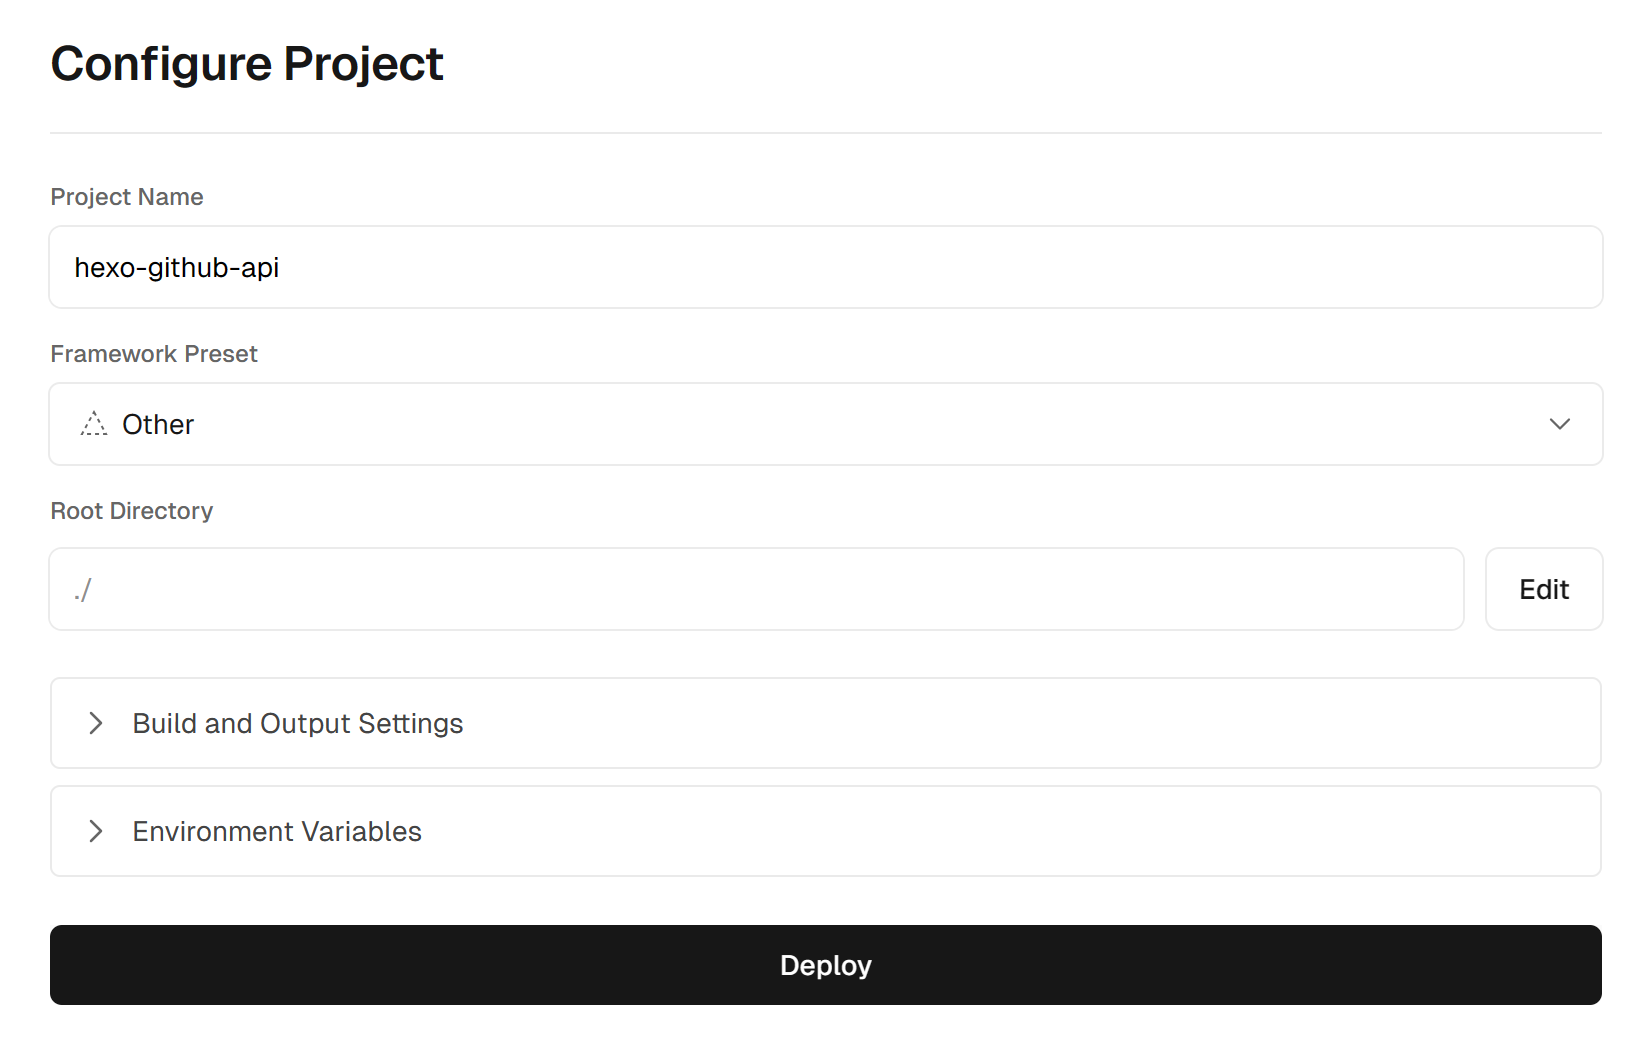 Configure Project
Project Name
hexo-github-api
Framework Preset
Other
Root Directory
./
Edit
Build and Output Settings
Environment Variables
Deploy